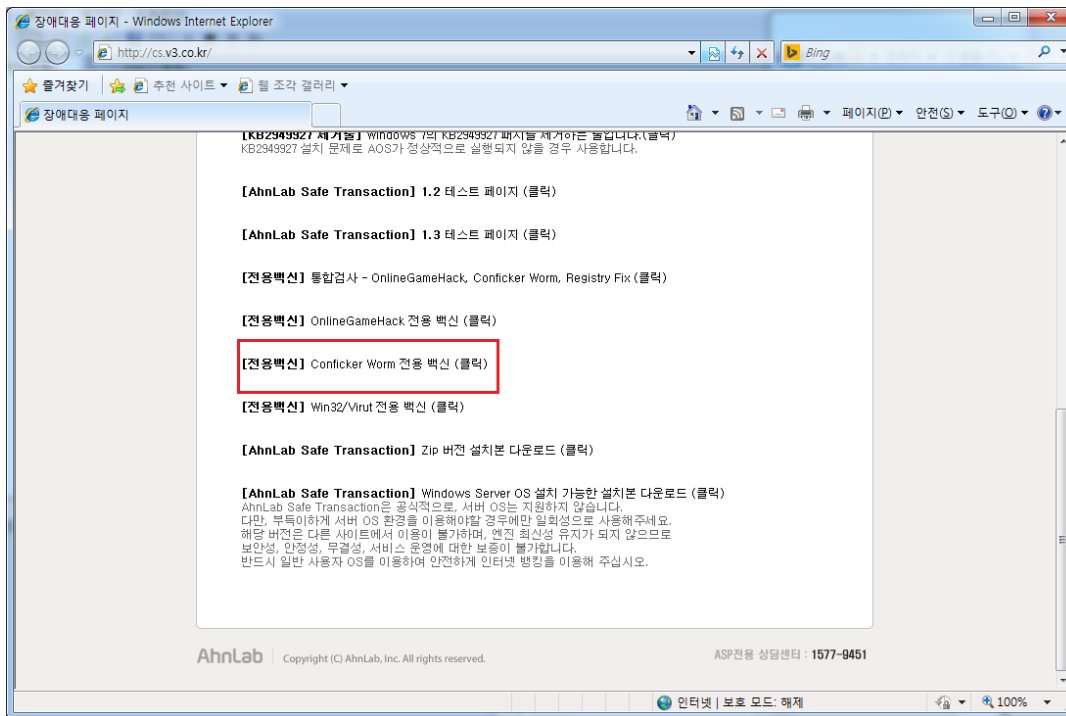 장애대응 페이지 - Windows Internet Explorer
http://cs.v3.co.kr/
Bing
즐겨찾기
추천 사이트
웹 조각 갤러리
장애대응 페이지
페이지(P)
안전(S)
도구(O)
[KB2949927 제거툴] Windows 7의 KB2949927 패치를 제거하는 툴입니다.(클릭)
KB2949927 설치 문제로 AOS가 정상적으로 실행되지 않을 경우 사용합니다.
[AhnLab Safe Transaction] 1.2 테스트 페이지 (클릭)
[AhnLab Safe Transaction] 1.3 테스트 페이지 (클릭)
[전용백신] 통합검사 - OnlineGameHack, Conficker Worm, Registry Fix (클릭)
[전용백신] OnlineGameHack 전용 백신 (클릭)
[전용백신] Conficker Worm 전용 백신 (클릭)
[전용백신] Win32/Virut 전용 백신 (클릭)
[AhnLab Safe Transaction] Zip 버전 설치본 다운로드 (클릭)
[AhnLab Safe Transaction] Windows Server OS 설치 가능한 설치본 다운로드 (클릭)
AhnLab Safe Transaction은 공식적으로, 서버 OS는 지원하지 않습니다.
다만, 부득이하게 서버 OS 환경을 이용해야할 경우에만 일회성으로 사용해주세요.
해당 버전은 다른 사이트에서 이용이 불가하며, 엔진 최신성 유지가 되지 않으므로
보안성, 안정성, 무결성, 서비스 운영에 대한 보증이 불가합니다.
반드시 일반 사용자 OS를 이용하여 안전하게 인터넷 뱅킹을 이용해 주십시오.
AhnLab
Copyright (C) AhnLab, Inc. All rights reserved.
ASP전용 상담센터 : 1577-9451
인터넷 | 보호 모드: 해제
100%